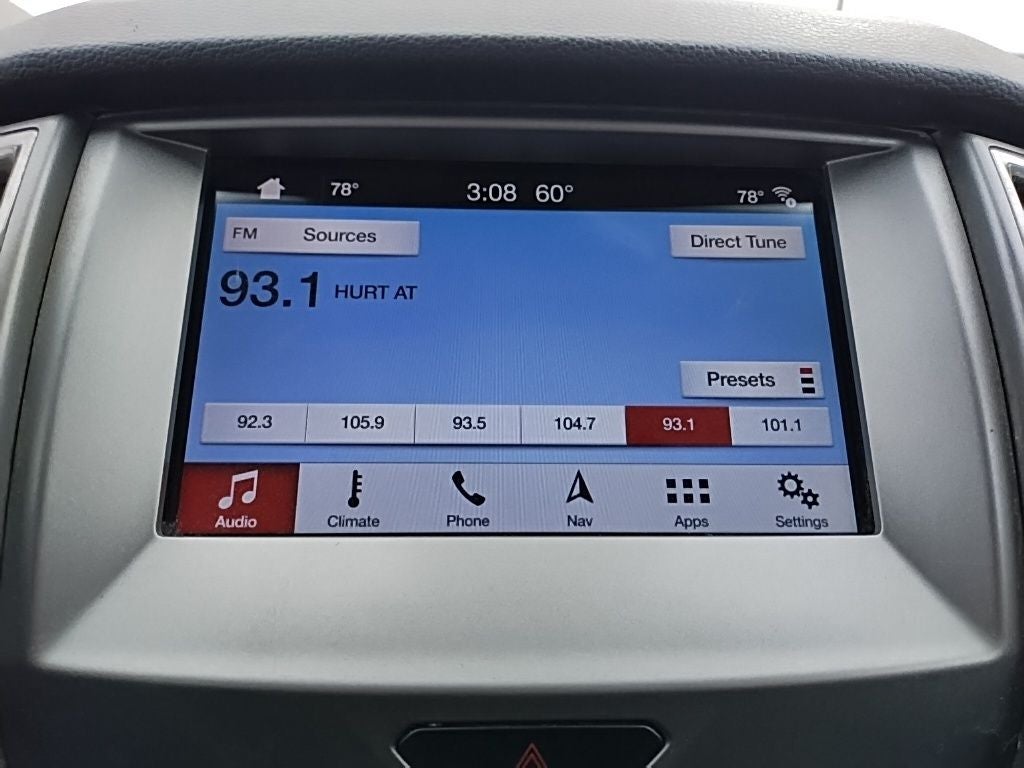 78° 3:08 60° 78°
FM Sources Direct Tune
93.1 HURT AT
Presets
92.3 105.9 93.5 104.7 93.1 101.1
Audio Climate Phone Nav Apps Settings